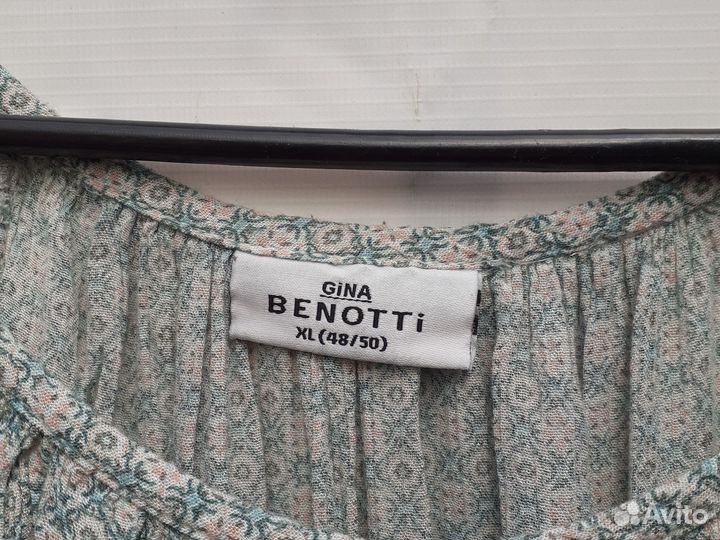 GiNA
BENOTTi
XL (48/50)
Avito